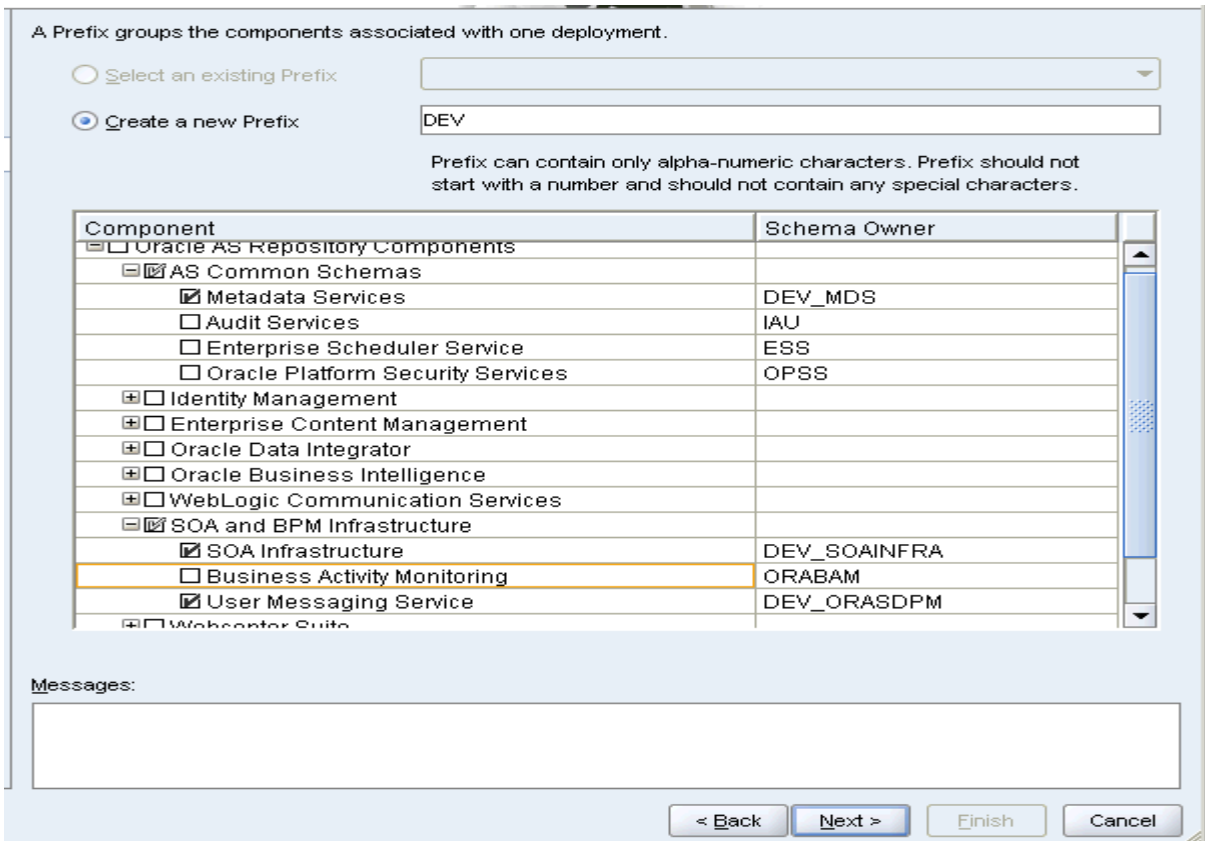 A Prefix groups the components associated with one deployment.
Select an existing Prefix
Create a new Prefix DEV
Prefix can contain only alpha-numeric characters. Prefix should not
start with a number and should not contain any special characters.
Component Schema Owner
Oracle AS Repository Components
AS Common Schemas
Metadata Services DEV_MDS
Audit Services IAU
Enterprise Scheduler Service ESS
Oracle Platform Security Services OPSS
Identity Management
Enterprise Content Management
Oracle Data Integrator
Oracle Business Intelligence
WebLogic Communication Services
SOA and BPM Infrastructure
SOA Infrastructure DEV_SOAINFRA
Business Activity Monitoring ORABAM
User Messaging Service DEV_ORASDPM
Webcenter Suite
Messages:
< Back Next > Finish Cancel